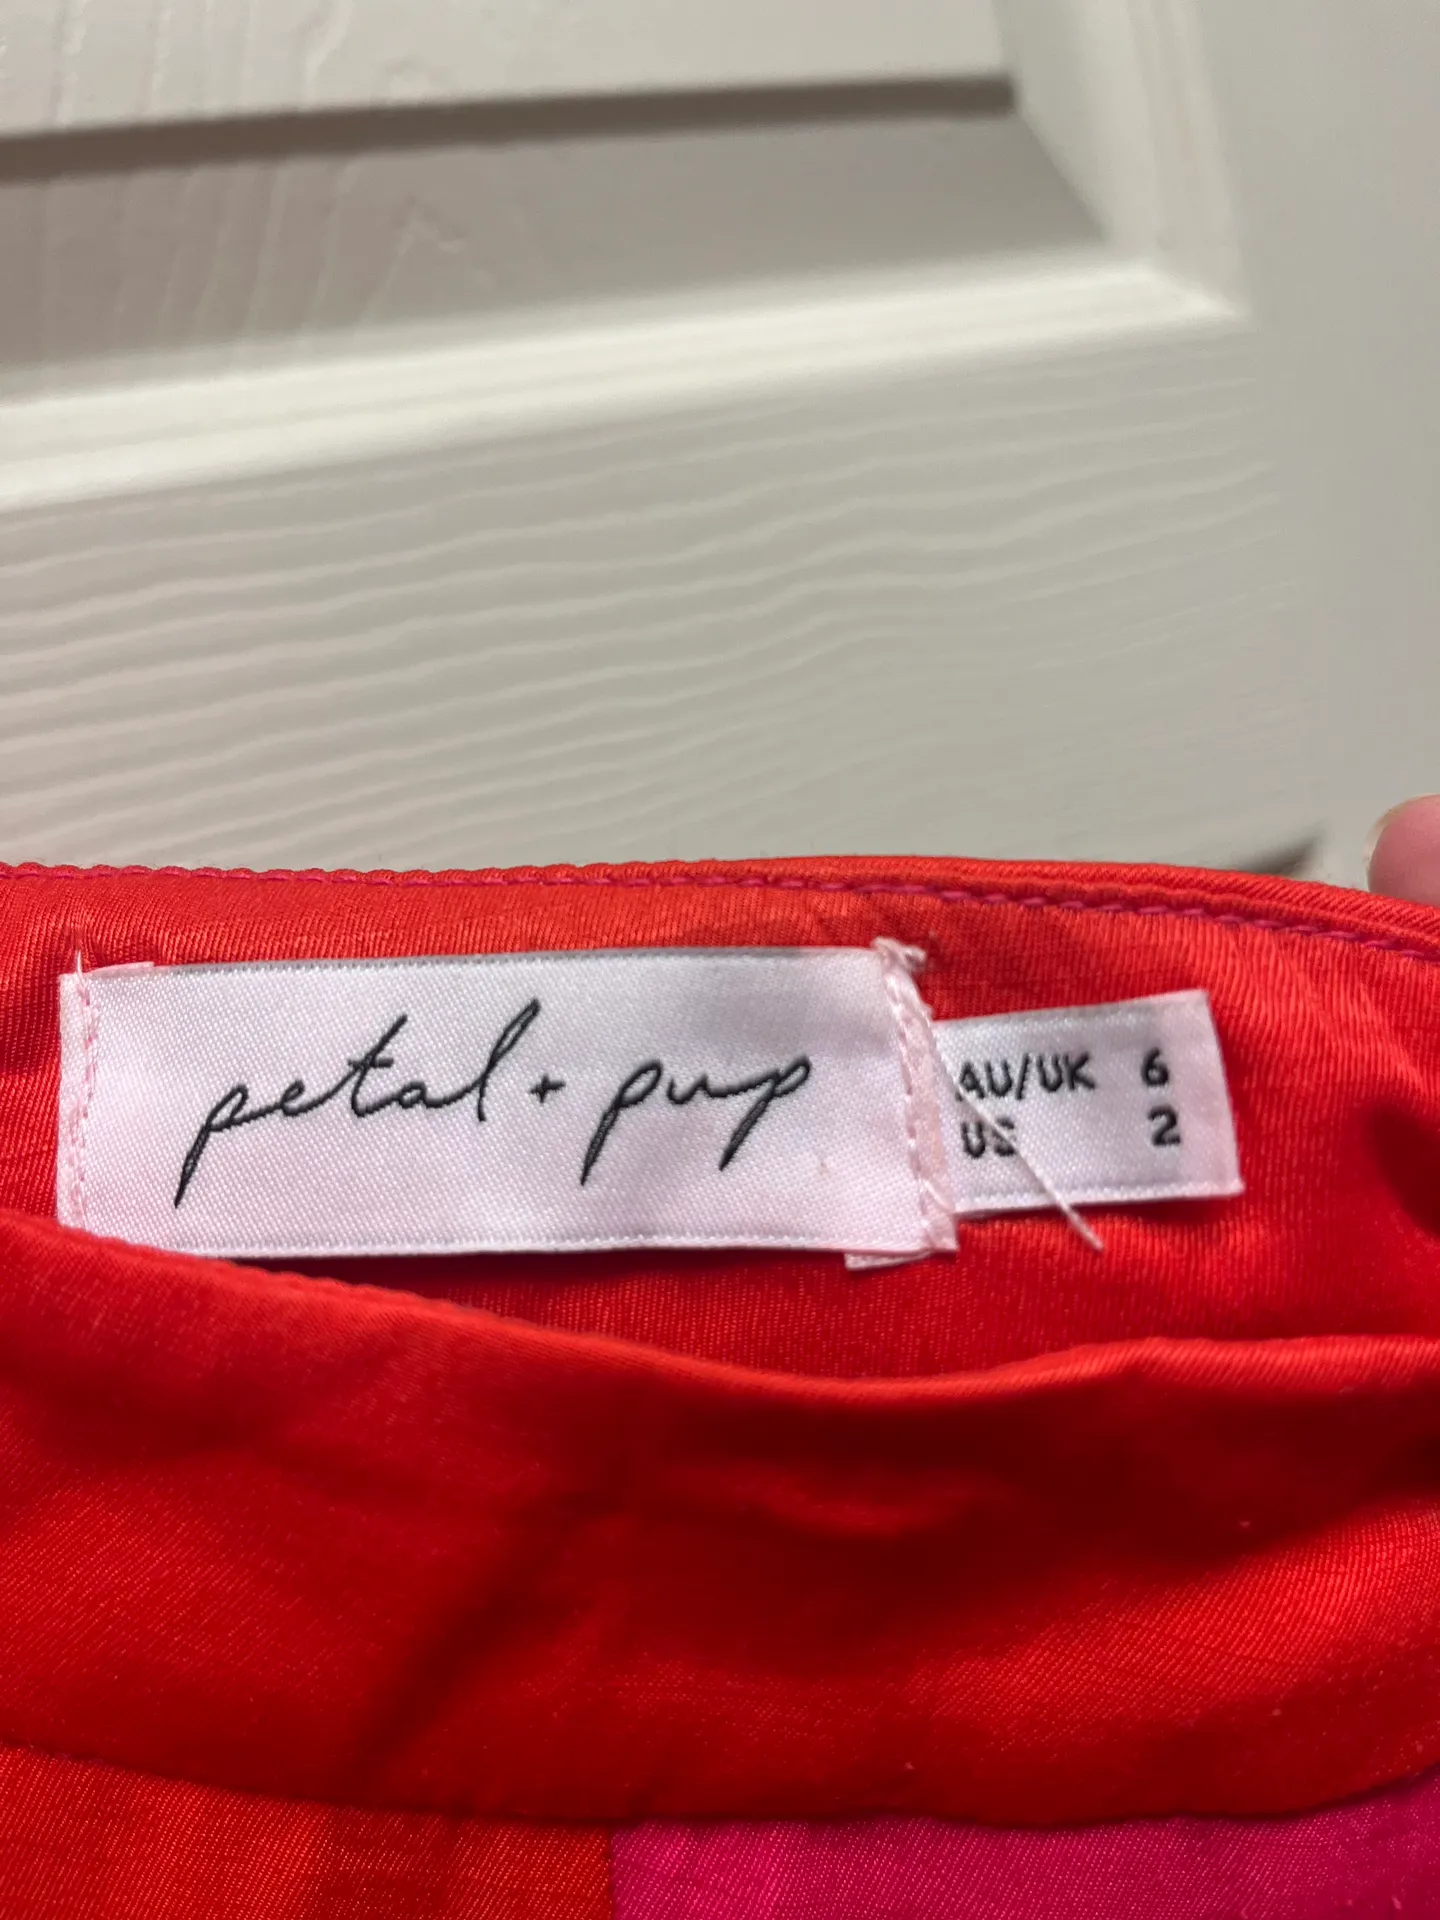 petal + pup
AU/UK 6
US 2